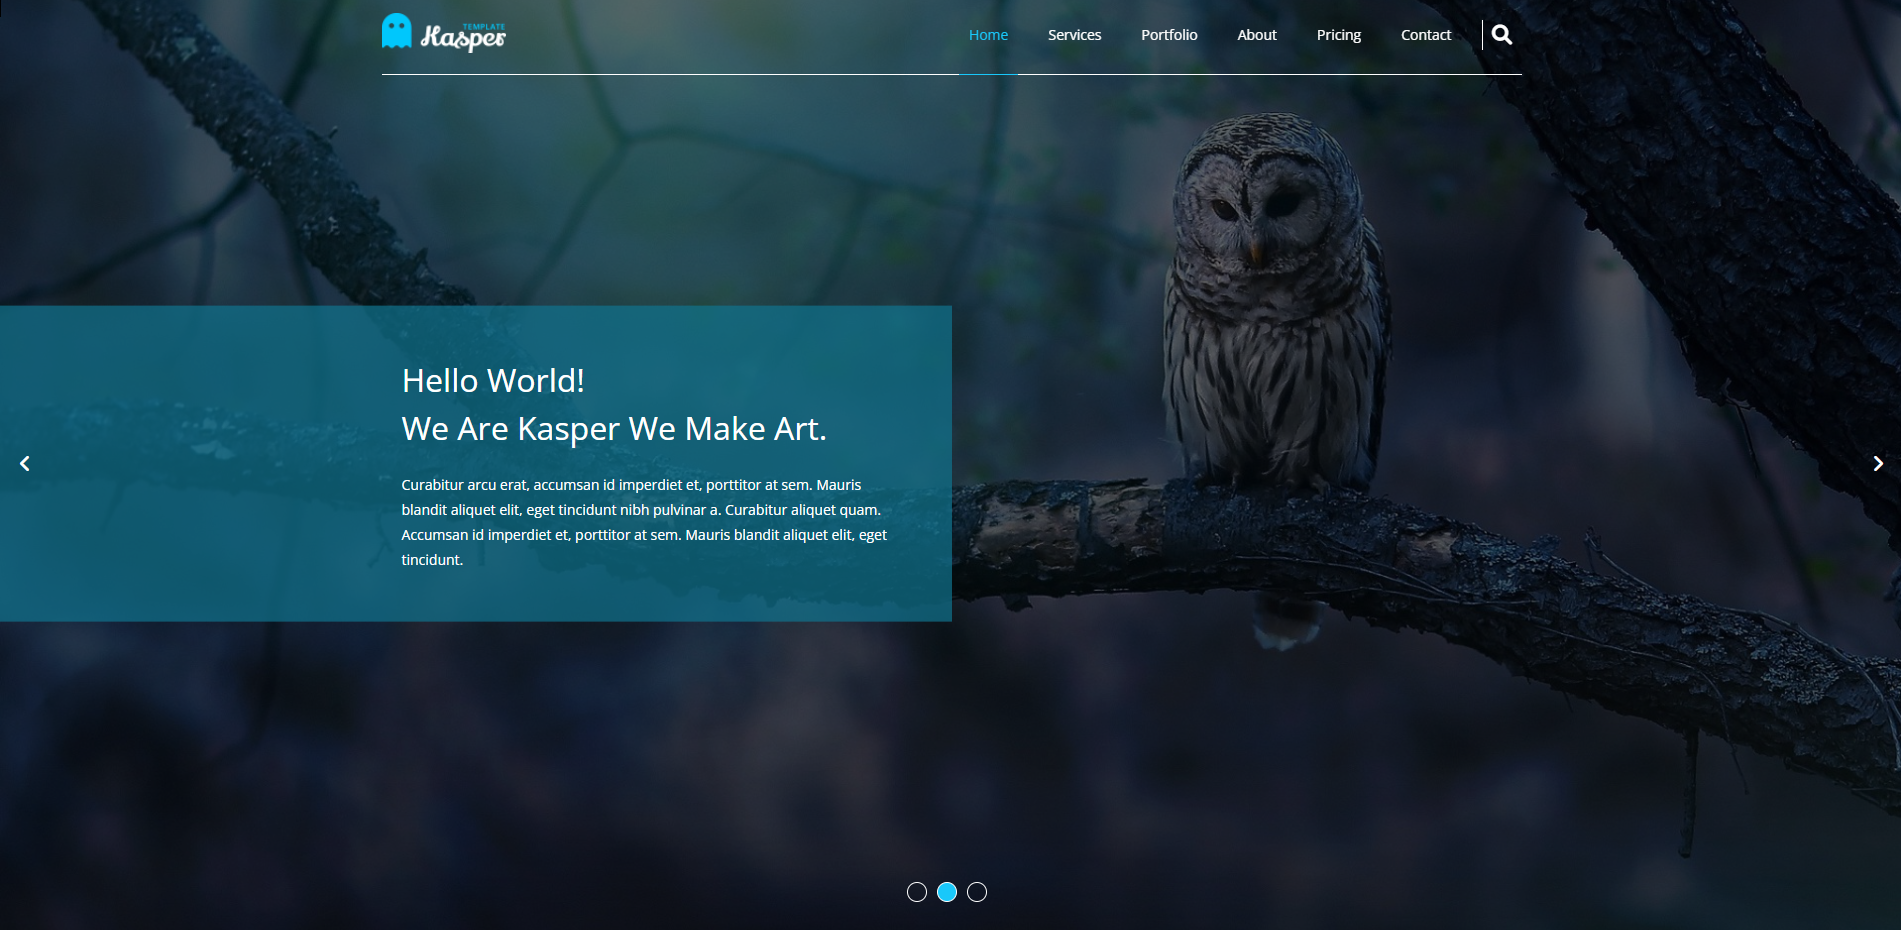 TEMPLATE
Kasper
Home Services Portfolio About Pricing Contact
Hello World!
We Are Kasper We Make Art.
Curabitur arcu erat, accumsan id imperdiet et, porttitor at sem. Mauris
blandit aliquet elit, eget tincidunt nibh pulvinar a. Curabitur aliquet quam.
Accumsan id imperdiet et, porttitor at sem. Mauris blandit aliquet elit, eget
tincidunt.